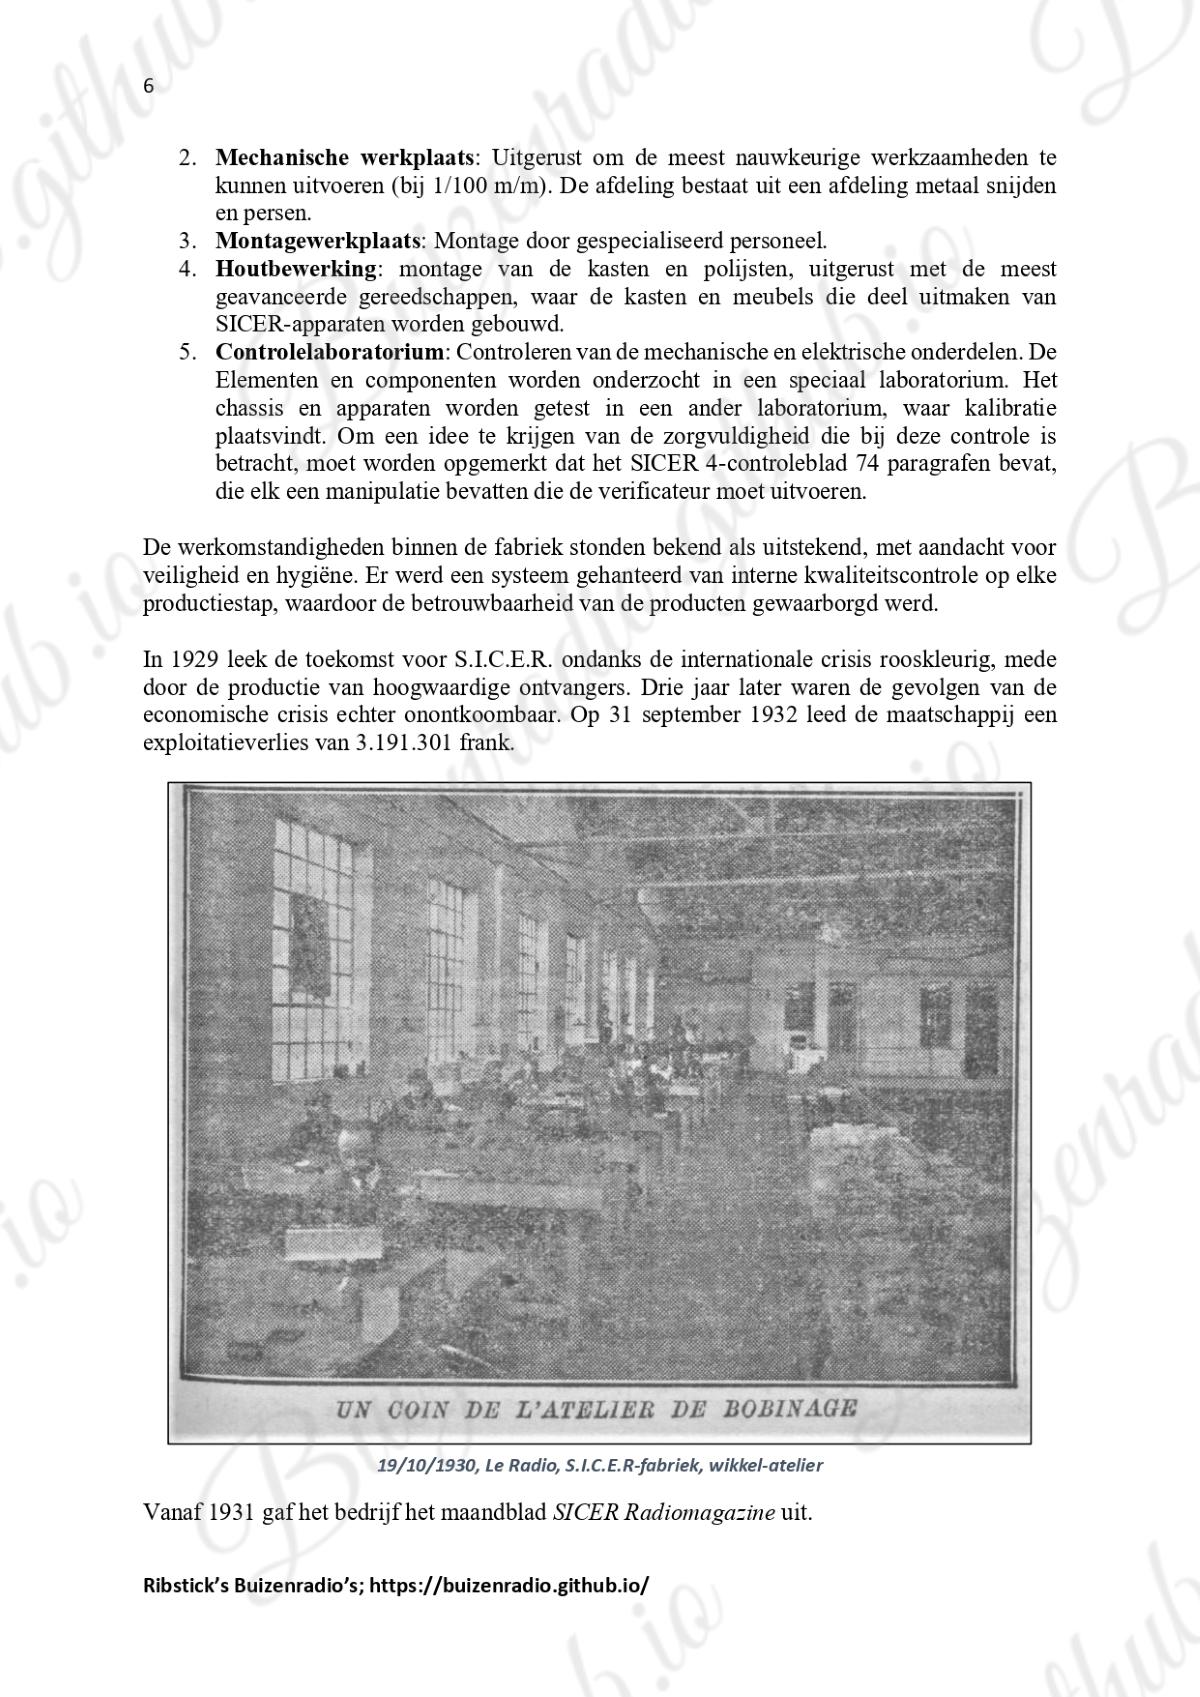 6
2. Mechanische werkplaats: Uitgerust om de meest nauwkeurige werkzaamheden te
kunnen uitvoeren (bij 1/100 m/m). De afdeling bestaat uit een afdeling metaal snijden
en persen.
3. Montagewerkplaats: Montage door gespecialiseerd personeel.
4. Houtbewerking: montage van de kasten en polijsten, uitgerust met de meest
geavanceerde gereedschappen, waar de kasten en meubels die deel uitmaken van
SICER-apparaten worden gebouwd.
5. Controlelaboratorium: Controleren van de mechanische en elektrische onderdelen. De
Elementen en componenten worden onderzocht in een speciaal laboratorium. Het
chassis en apparaten worden getest in een ander laboratorium, waar kalibratie
plaatsvindt. Om een idee te krijgen van de zorgvuldigheid die bij deze controle is
betracht, moet worden opgemerkt dat het SICER 4-controleblad 74 paragrafen bevat,
die elk een manipulatie bevatten die de verificateur moet uitvoeren.
De werkomstandigheden binnen de fabriek stonden bekend als uitstekend, met aandacht voor
veiligheid en hygiëne. Er werd een systeem gehanteerd van interne kwaliteitscontrole op elke
productiestap, waardoor de betrouwbaarheid van de producten gewaarborgd werd.
In 1929 leek de toekomst voor S.I.C.E.R. ondanks de internationale crisis rooskleurig, mede
door de productie van hoogwaardige ontvangers. Drie jaar later waren de gevolgen van de
economische crisis echter onontkoombaar. Op 31 september 1932 leed de maatschappij een
exploitatieverlies van 3.191.301 frank.
UN COIN DE L'ATELIER DE BOBINAGE
19/10/1930, Le Radio, S.I.C.E.R-fabriek, wikkel-atelier
Vanaf 1931 gaf het bedrijf het maandblad SICER Radiomagazine uit.
Ribstick's Buizenradio's; https://buizenradio.github.io/